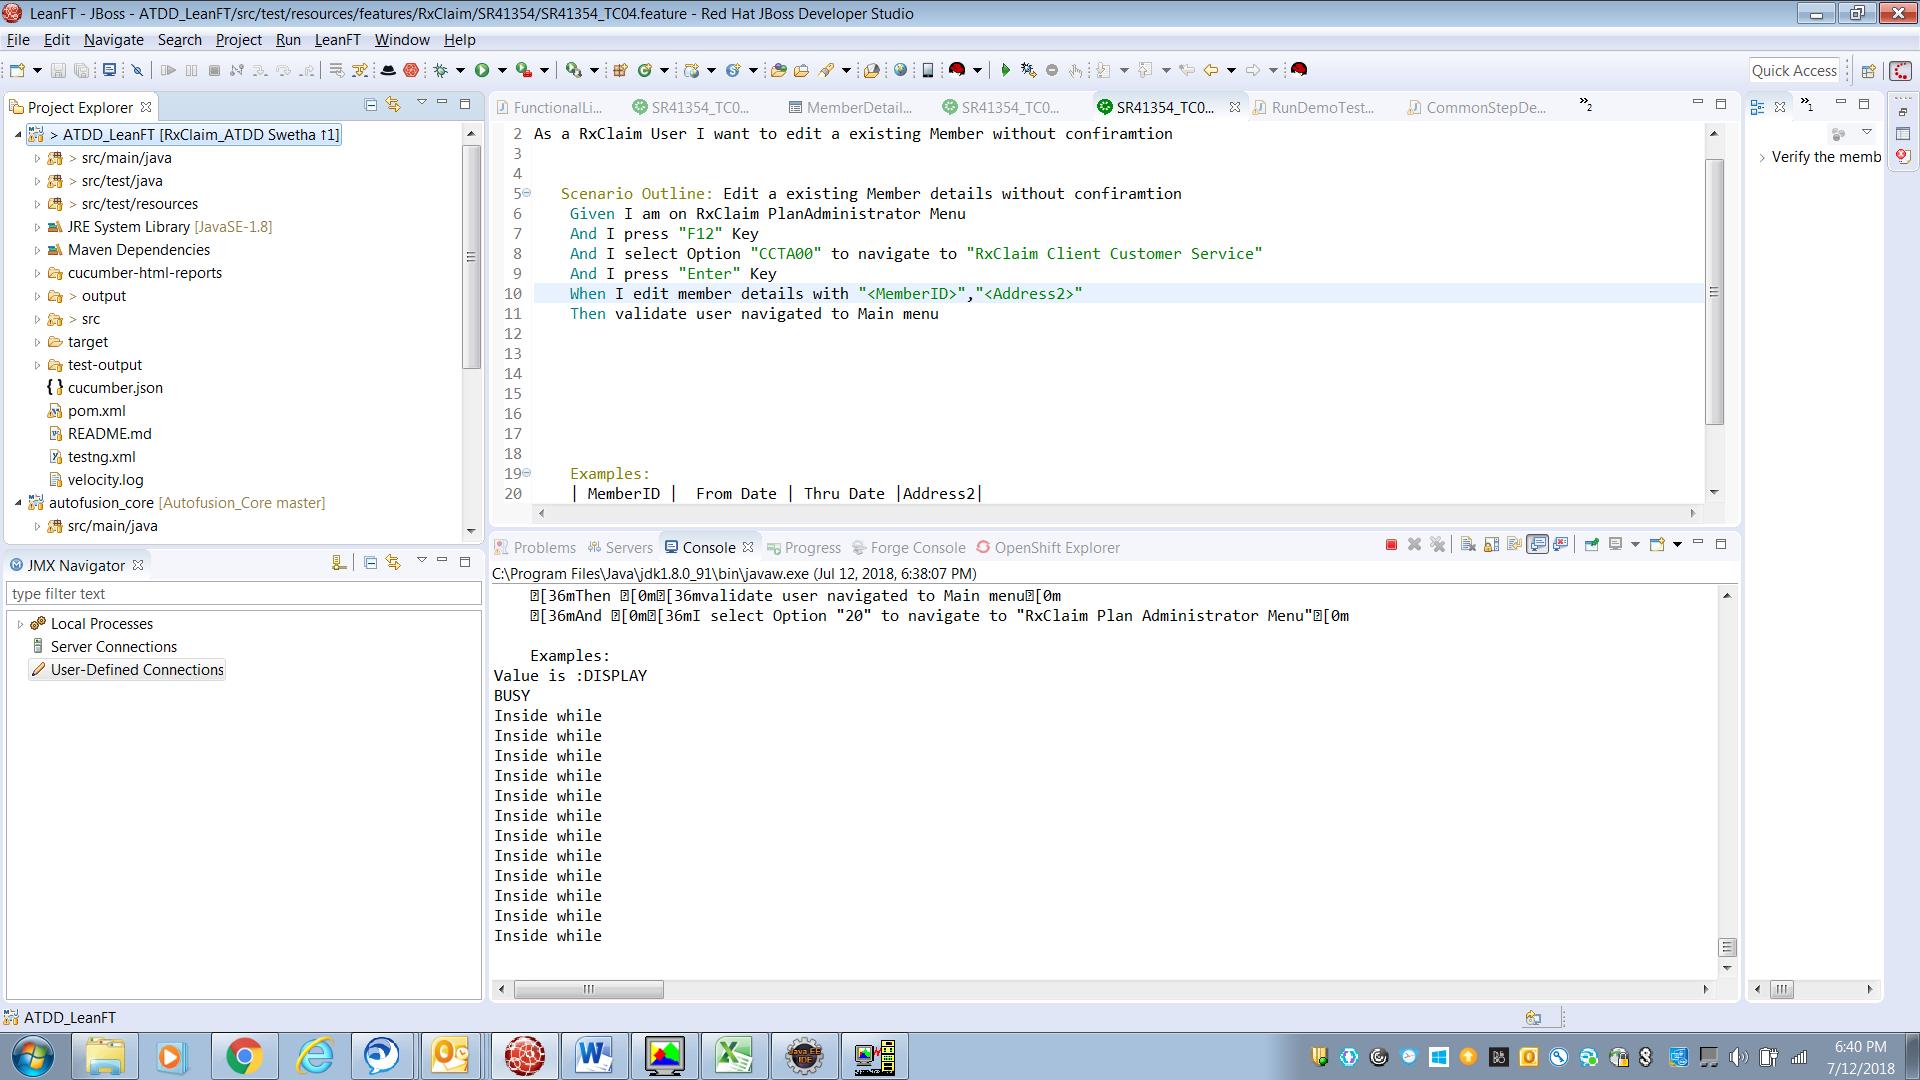 LeanFT - JBoss - ATDD_LeanFT/src/test/resources/features/RxClaim/SR41354/SR41354_TC04.feature - Red Hat JBoss Developer Studio
File Edit Navigate Search Project Run LeanFT Window Help
Quick Access
Project Explorer
> ATDD_LeanFT [RxClaim_ATDD Swetha ↑1]
> src/main/java
> src/test/java
> src/test/resources
JRE System Library [JavaSE-1.8]
Maven Dependencies
cucumber-html-reports
> output
> src
target
test-output
cucumber.json
pom.xml
README.md
testng.xml
velocity.log
autofusion_core [Autofusion_Core master]
src/main/java
FunctionalLi... SR41354_TC0... MemberDetail... SR41354_TC0... SR41354_TC0... RunDemoTest... CommonStepDe... »2
2 As a RxClaim User I want to edit a existing Member without confiramtion
3
4
5 Scenario Outline: Edit a existing Member details without confiramtion
6 Given I am on RxClaim PlanAdministrator Menu
7 And I press "F12" Key
8 And I select Option "CCTA00" to navigate to "RxClaim Client Customer Service"
9 And I press "Enter" Key
10 When I edit member details with "<MemberID>","<Address2>"
11 Then validate user navigated to Main menu
12
13
14
15
16
17
18
19 Examples:
20 | MemberID | From Date | Thru Date |Address2|
»1
Verify the memb
JMX Navigator
type filter text
Local Processes
Server Connections
User-Defined Connections
Problems Servers Console Progress Forge Console OpenShift Explorer
C:\Program Files\Java\jdk1.8.0_91\bin\javaw.exe (Jul 12, 2018, 6:38:07 PM)
[36mThen [0m[36mvalidate user navigated to Main menu[0m
[36mAnd [0m[36mI select Option "20" to navigate to "RxClaim Plan Administrator Menu"[0m
Examples:
Value is :DISPLAY
BUSY
Inside while
Inside while
Inside while
Inside while
Inside while
Inside while
Inside while
Inside while
Inside while
Inside while
Inside while
Inside while
ATDD_LeanFT
6:40 PM
7/12/2018